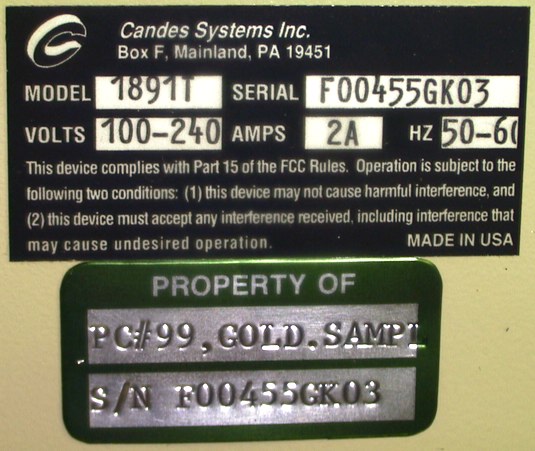 Candes Systems Inc.
Box F, Mainland, PA 19451
MODEL 1891T SERIAL F00455GK03
VOLTS 100-240 AMPS 2A HZ 50-60
This device complies with Part 15 of the FCC Rules. Operation is subject to the
following two conditions: (1) this device may not cause harmful interference, and
(2) this device must accept any interference received, including interference that
may cause undesired operation. MADE IN USA
PROPERTY OF
PC#99,GOLD.SAMPL
S/N F00455GK03